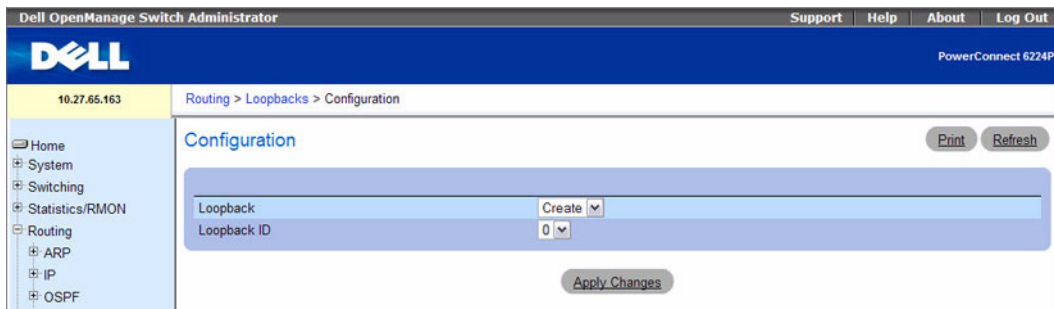 Dell OpenManage Switch Administrator Support Help About Log Out
DELL
PowerConnect 6224P
10.27.65.163 Routing > Loopbacks > Configuration
Home
System
Switching
Statistics/RMON
Routing
ARP
IP
OSPF
Configuration Print Refresh
Loopback Create
Loopback ID 0
Apply Changes